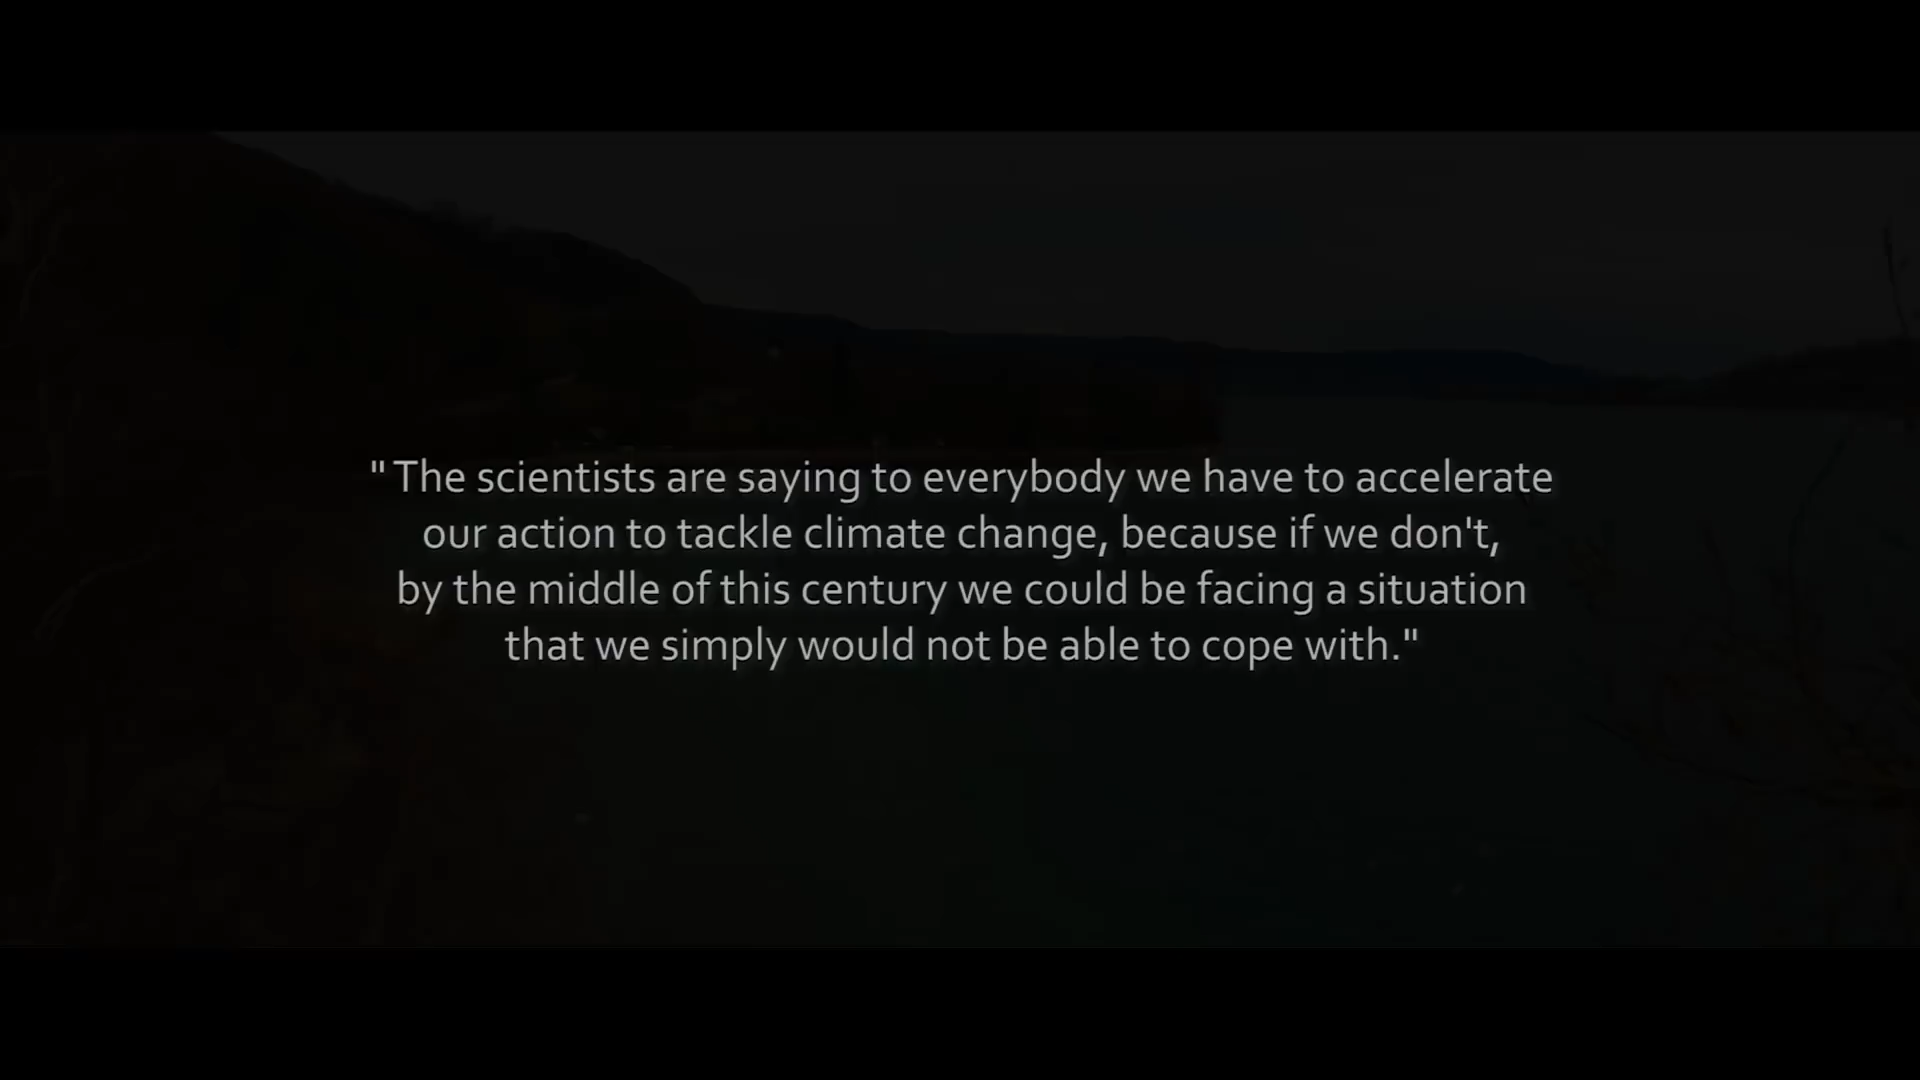 "The scientists are saying to everybody we have to accelerate
our action to tackle climate change, because if we don't,
by the middle of this century we could be facing a situation
that we simply would not be able to cope with."